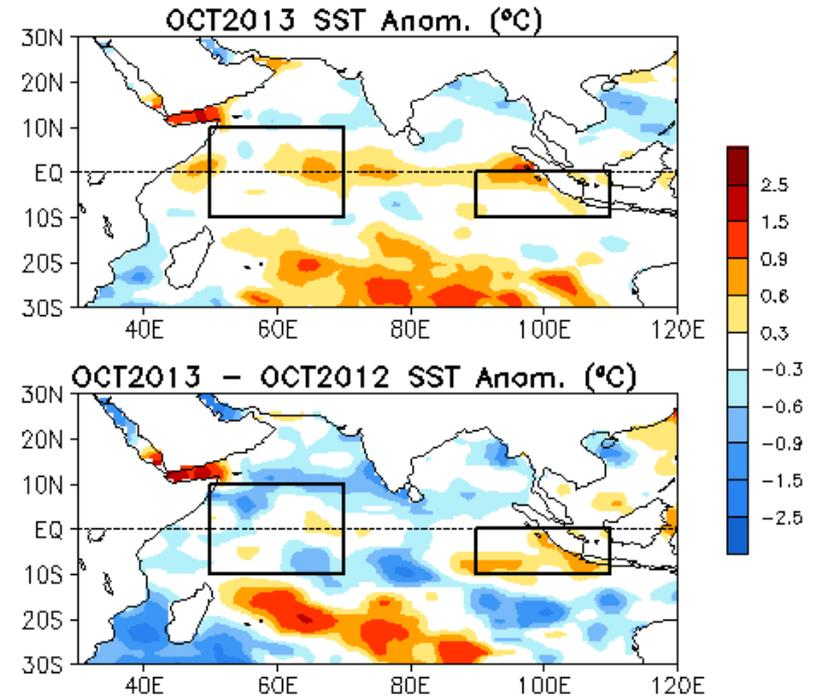 OCT2013 SST Anom. (ºC)
30N
20N
10N
EQ
10S
20S
30S
40E 60E 80E 100E 120E
OCT2013 – OCT2012 SST Anom. (ºC)
30N
20N
10N
EQ
10S
20S
30S
40E 60E 80E 100E 120E
2.5
1.5
0.9
0.6
0.3
−0.3
−0.6
−0.9
−1.5
−2.5